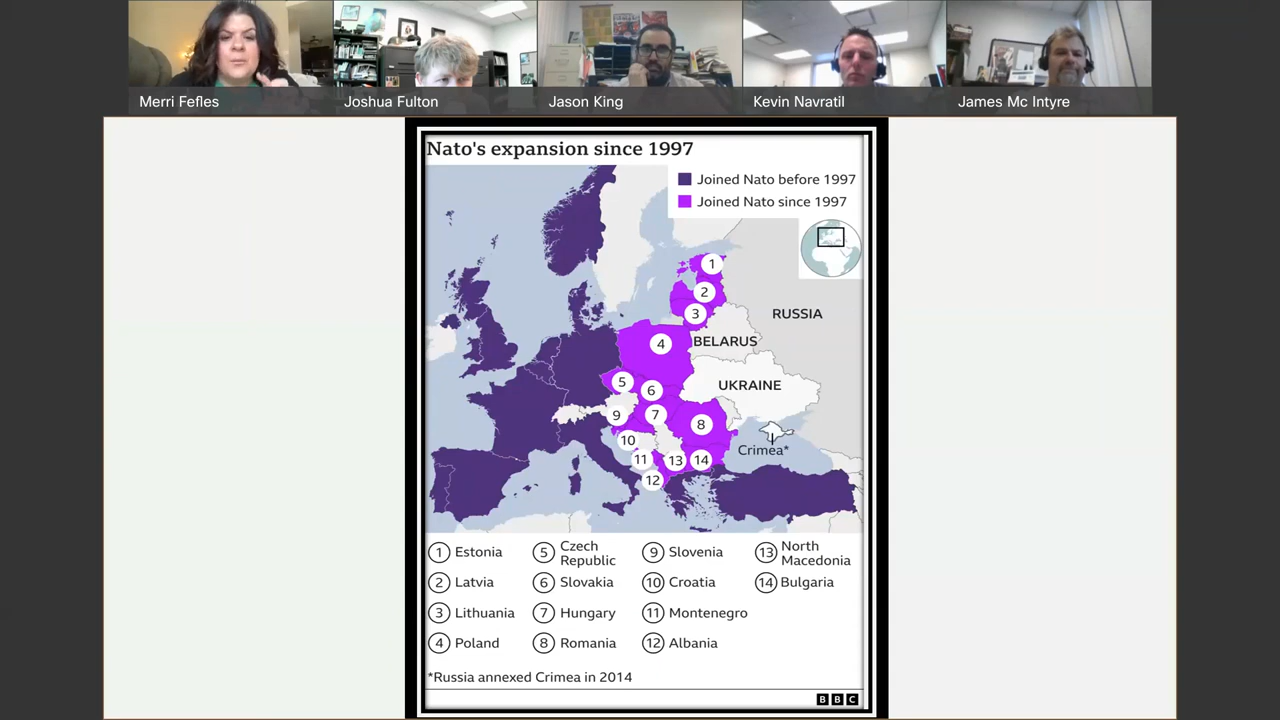 Merri Fefles
Joshua Fulton
Jason King
Kevin Navratil
James Mc Intyre
Nato's expansion since 1997
Joined Nato before 1997
Joined Nato since 1997
1
2
RUSSIA
3
BELARUS
4
5
UKRAINE
6
9
7
8
10
Crimea*
11
13
14
12
1 Estonia
2 Latvia
3 Lithuania
4 Poland
5 Czech
Republic
6 Slovakia
7 Hungary
8 Romania
9 Slovenia
10 Croatia
11 Montenegro
12 Albania
13 North
Macedonia
14 Bulgaria
*Russia annexed Crimea in 2014
BBC